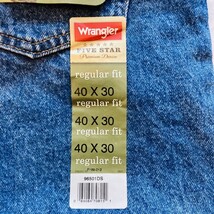 Wrangler
FIVE STAR
Premium Denim
regular fit
40 X 30
regular fit
40 X 30
regular fit
40 X 30
regular fit
96501DS